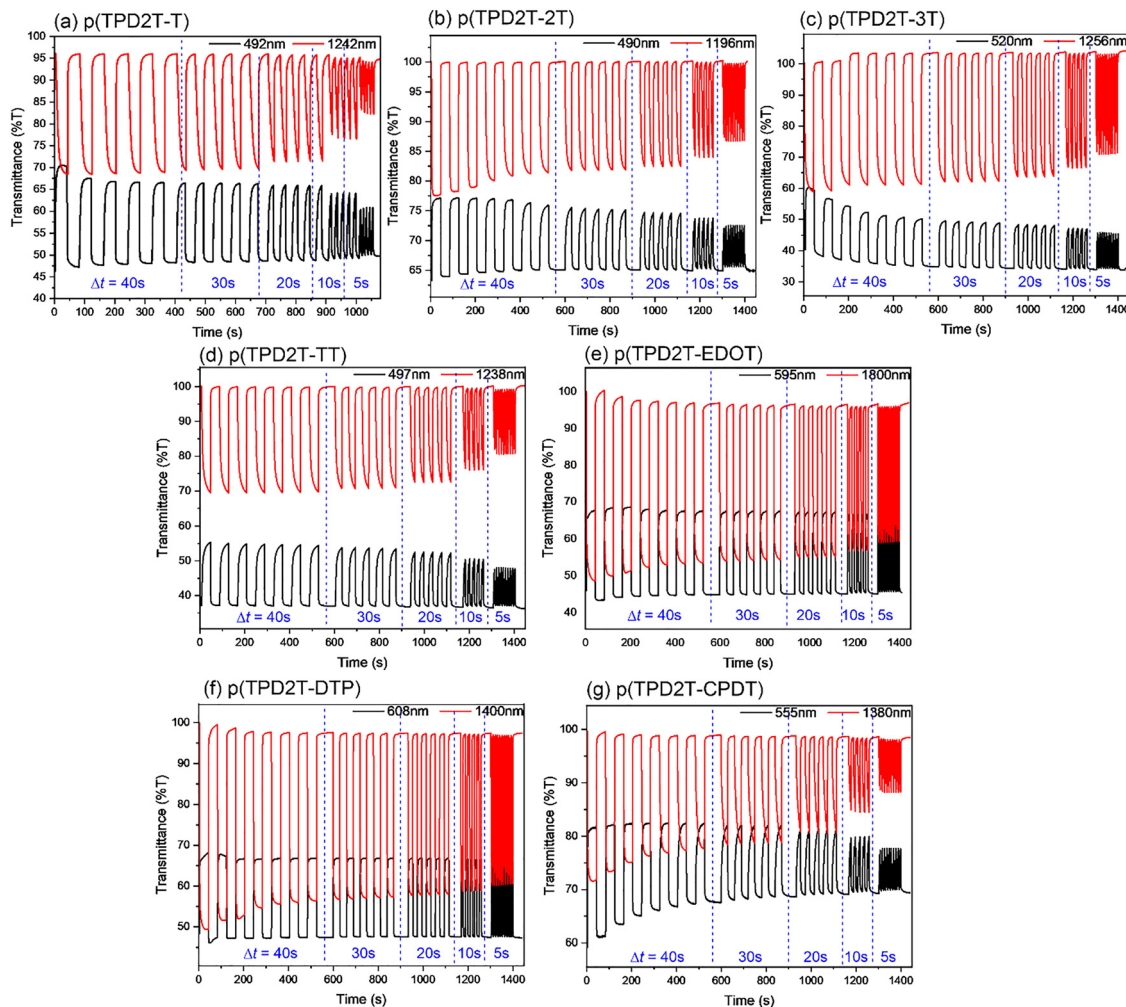 (a) p(TPD2T-T)
492nm 1242nm
100
95
90
85
80
75
70
65
60
55
50
45
40
Transmittance (%T)
Δt = 40s 30s 20s 10s 5s
0 100 200 300 400 500 600 700 800 900 1000
Time (s)
(b) p(TPD2T-2T)
490nm 1196nm
105
100
95
90
85
80
75
70
65
Transmittance (%T)
Δt = 40s 30s 20s 10s 5s
0 200 400 600 800 1000 1200 1400
Time (s)
(c) p(TPD2T-3T)
520nm 1256nm
110
100
90
80
70
60
50
40
30
Transmittance (%T)
Δt = 40s 30s 20s 10s 5s
0 200 400 600 800 1000 1200 1400
Time (s)
(d) p(TPD2T-TT)
497nm 1238nm
100
90
80
70
60
50
40
Transmittance (%T)
Δt = 40s 30s 20s 10s 5s
0 200 400 600 800 1000 1200 1400
Time (s)
(e) p(TPD2T-EDOT)
595nm 1800nm
100
90
80
70
60
50
40
Transmittance (%T)
Δt = 40s 30s 20s 10s 5s
0 200 400 600 800 1000 1200 1400
Time (s)
(f) p(TPD2T-DTP)
608nm 1400nm
100
90
80
70
60
50
Transmittance (%T)
Δt = 40s 30s 20s 10s 5s
0 200 400 600 800 1000 1200 1400
Time (s)
(g) p(TPD2T-CPDT)
555nm 1380nm
100
90
80
70
60
Transmittance (%T)
Δt = 40s 30s 20s 10s 5s
0 200 400 600 800 1000 1200 1400
Time (s)